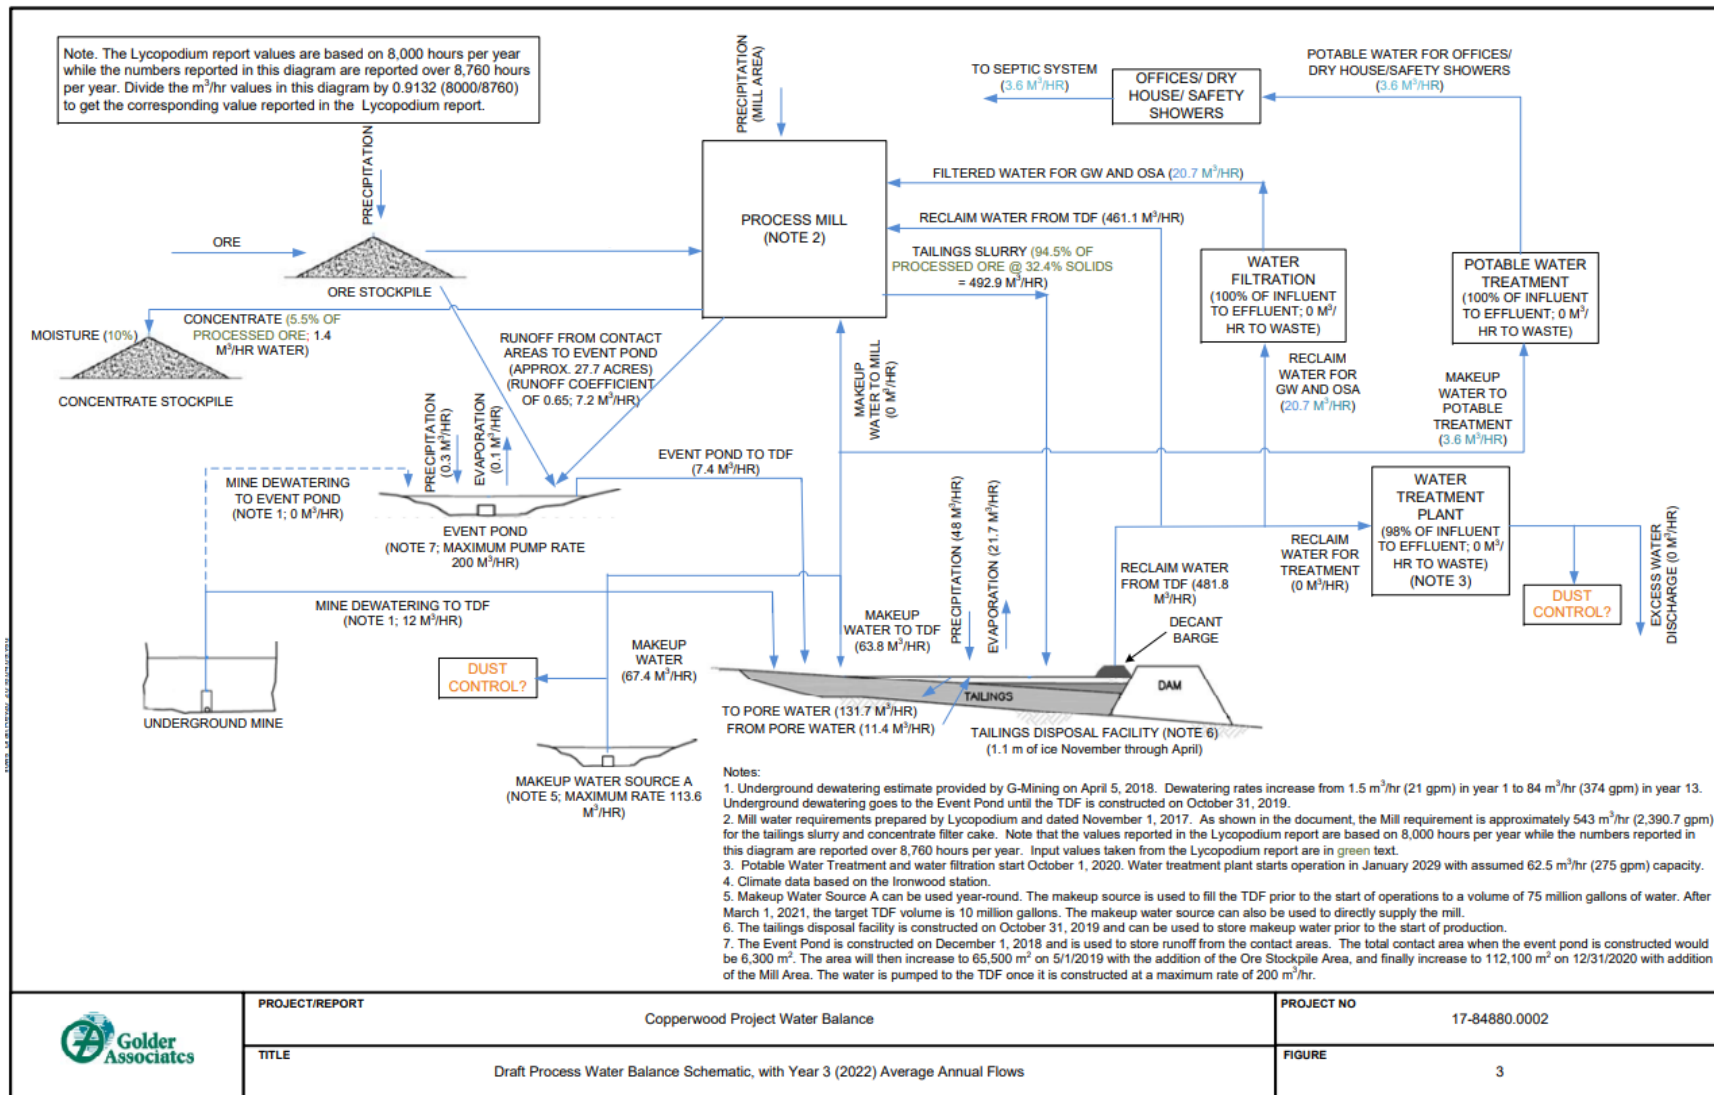 Note. The Lycopodium report values are based on 8,000 hours per year
while the numbers reported in this diagram are reported over 8,760 hours
per year. Divide the m³/hr values in this diagram by 0.9132 (8000/8760)
to get the corresponding value reported in the Lycopodium report.
PRECIPITATION
(MILL AREA)
TO SEPTIC SYSTEM
(3.6 M³/HR)
OFFICES/ DRY
HOUSE/ SAFETY
SHOWERS
POTABLE WATER FOR OFFICES/
DRY HOUSE/SAFETY SHOWERS
(3.6 M³/HR)
PRECIPITATION
ORE
ORE STOCKPILE
PROCESS MILL
(NOTE 2)
FILTERED WATER FOR GW AND OSA (20.7 M³/HR)
RECLAIM WATER FROM TDF (461.1 M³/HR)
TAILINGS SLURRY (94.5% OF
PROCESSED ORE @ 32.4% SOLIDS
= 492.9 M³/HR)
WATER
FILTRATION
(100% OF INFLUENT
TO EFFLUENT; 0 M³/
HR TO WASTE)
POTABLE WATER
TREATMENT
(100% OF INFLUENT
TO EFFLUENT; 0 M³/
HR TO WASTE)
MOISTURE (10%)
CONCENTRATE (5.5% OF
PROCESSED ORE; 1.4
M³/HR WATER)
CONCENTRATE STOCKPILE
RUNOFF FROM CONTACT
AREAS TO EVENT POND
(APPROX. 27.7 ACRES)
(RUNOFF COEFFICIENT
OF 0.65; 7.2 M³/HR)
MAKEUP
WATER TO MILL
(0 M³/HR)
RECLAIM
WATER FOR
GW AND OSA
(20.7 M³/HR)
MAKEUP
WATER TO
POTABLE
TREATMENT
(3.6 M³/HR)
PRECIPITATION
(0.3 M³/HR)
EVAPORATION
(0.1 M³/HR)
EVENT POND TO TDF
(7.4 M³/HR)
MINE DEWATERING
TO EVENT POND
(NOTE 1; 0 M³/HR)
EVENT POND
(NOTE 7; MAXIMUM PUMP RATE
200 M³/HR)
PRECIPITATION (48 M³/HR)
EVAPORATION (21.7 M³/HR)
WATER
TREATMENT
PLANT
(98% OF INFLUENT
TO EFFLUENT; 0 M³/
HR TO WASTE)
(NOTE 3)
RECLAIM
WATER FOR
TREATMENT
(0 M³/HR)
RECLAIM WATER
FROM TDF (481.8
M³/HR)
DUST
CONTROL?
EXCESS WATER
DISCHARGE (0 M³/HR)
MINE DEWATERING TO TDF
(NOTE 1; 12 M³/HR)
MAKEUP
WATER TO TDF
(63.8 M³/HR)
DECANT
BARGE
DUST
CONTROL?
MAKEUP
WATER
(67.4 M³/HR)
TAILINGS
DAM
UNDERGROUND MINE
TO PORE WATER (131.7 M³/HR)
FROM PORE WATER (11.4 M³/HR)
TAILINGS DISPOSAL FACILITY (NOTE 6)
(1.1 m of ice November through April)
MAKEUP WATER SOURCE A
(NOTE 5; MAXIMUM RATE 113.6
M³/HR)
Notes:
1. Underground dewatering estimate provided by G-Mining on April 5, 2018. Dewatering rates increase from 1.5 m³/hr (21 gpm) in year 1 to 84 m³/hr (374 gpm) in year 13.
Underground dewatering goes to the Event Pond until the TDF is constructed on October 31, 2019.
2. Mill water requirements prepared by Lycopodium and dated November 1, 2017. As shown in the document, the Mill requirement is approximately 543 m³/hr (2,390.7 gpm)
for the tailings slurry and concentrate filter cake. Note that the values reported in the Lycopodium report are based on 8,000 hours per year while the numbers reported in
this diagram are reported over 8,760 hours per year. Input values taken from the Lycopodium report are in green text.
3. Potable Water Treatment and water filtration start October 1, 2020. Water treatment plant starts operation in January 2029 with assumed 62.5 m³/hr (275 gpm) capacity.
4. Climate data based on the Ironwood station.
5. Makeup Water Source A can be used year-round. The makeup source is used to fill the TDF prior to the start of operations to a volume of 75 million gallons of water. After
March 1, 2021, the target TDF volume is 10 million gallons. The makeup water source can also be used to directly supply the mill.
6. The tailings disposal facility is constructed on October 31, 2019 and can be used to store makeup water prior to the start of production.
7. The Event Pond is constructed on December 1, 2018 and is used to store runoff from the contact areas. The total contact area when the event pond is constructed would
be 6,300 m². The area will then increase to 65,500 m² on 5/1/2019 with the addition of the Ore Stockpile Area, and finally increase to 112,100 m² on 12/31/2020 with addition
of the Mill Area. The water is pumped to the TDF once it is constructed at a maximum rate of 200 m³/hr.
Golder
Associates
PROJECT/REPORT
Copperwood Project Water Balance
PROJECT NO
17-84880.0002
TITLE
Draft Process Water Balance Schematic, with Year 3 (2022) Average Annual Flows
FIGURE
3